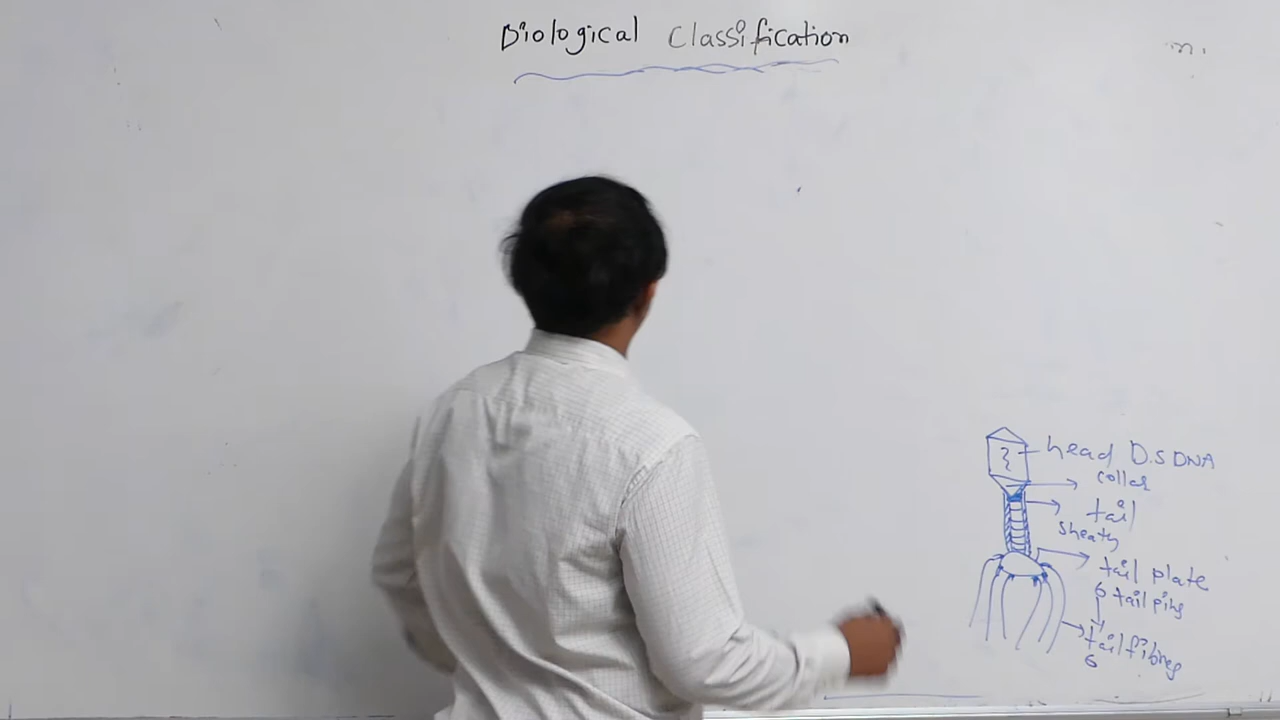 Biological Classification
n.
head D.S DNA
collar
tail
sheath
tail plate
6 tail pins
tail fibres
6